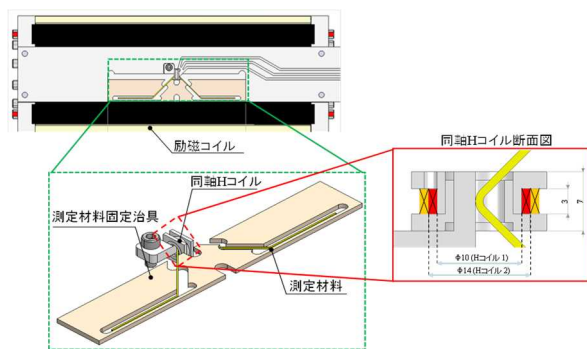 励磁コイル
同軸Hコイル断面図
同軸Hコイル
測定材料固定治具
測定材料
3
7
Φ10 (Hコイル 1)
Φ14 (Hコイル 2)